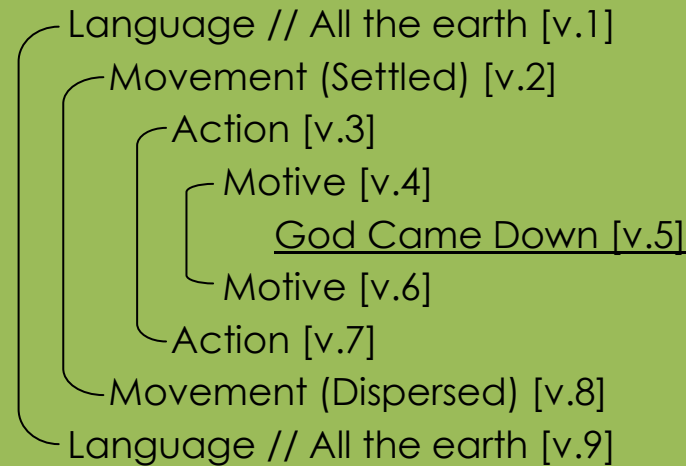 Language // All the earth [v.1]
Movement (Settled) [v.2]
Action [v.3]
Motive [v.4]
God Came Down [v.5]
Motive [v.6]
Action [v.7]
Movement (Dispersed) [v.8]
Language // All the earth [v.9]